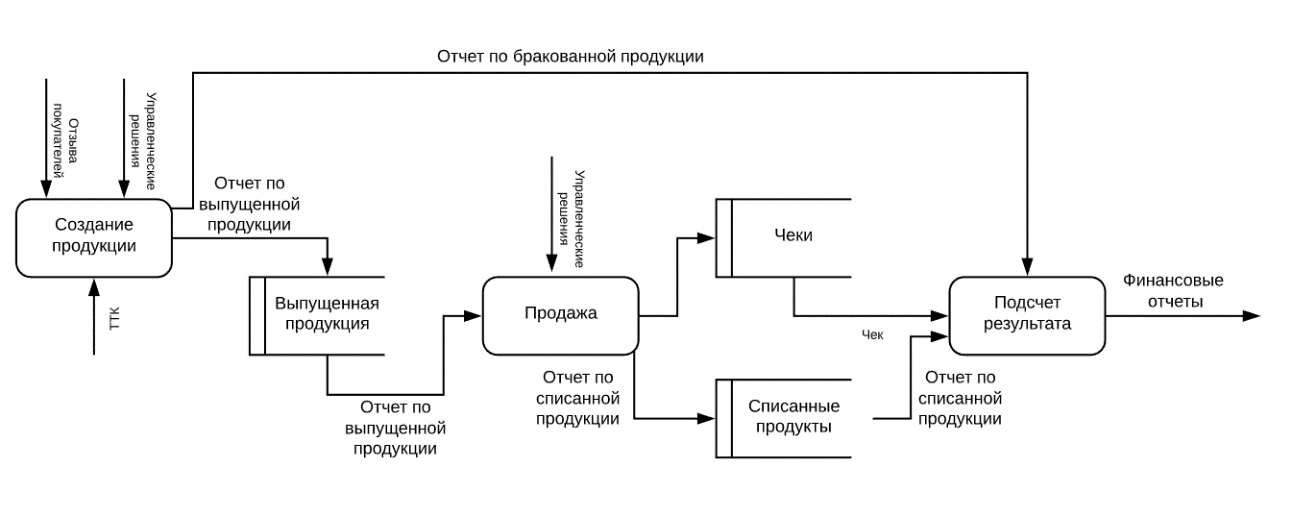 Отчет по бракованной продукции
Отзыва
покупателей
Управленческие
решения
Создание
продукции
ТТК
Отчет по
выпущенной
продукции
Выпущенная
продукция
Отчет по
выпущенной
продукции
Управленческие
решения
Продажа
Отчет по
списанной
продукции
Чеки
Чек
Списанные
продукты
Отчет по
списанной
продукции
Подсчет
результата
Финансовые
отчеты